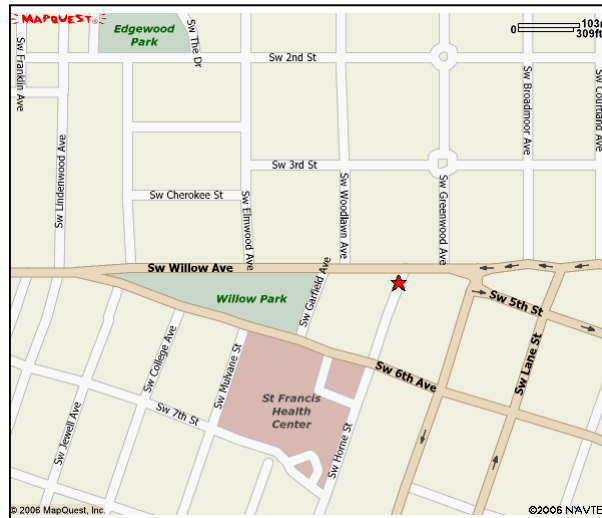 MAPQUEST
103m
0
309ft
Edgewood
Park
Sw The Dr
Sw Franklin Ave
Sw 2nd St
Sw Broadmoor Ave
Sw Courtland Ave
Sw Lindenwood Ave
Sw 3rd St
Sw Cherokee St
Sw Elmwood Ave
Sw Woodlawn Ave
Sw Greenwood Ave
Sw Willow Ave
Willow Park
Sw Garfield Ave
Sw 5th St
Sw College Ave
Sw Mulvane St
Sw 6th Ave
Sw Lane St
St Francis
Health
Center
Sw Jewell Ave
Sw 7th St
Sw Horne St
© 2006 MapQuest, Inc.
©2006 NAVTE